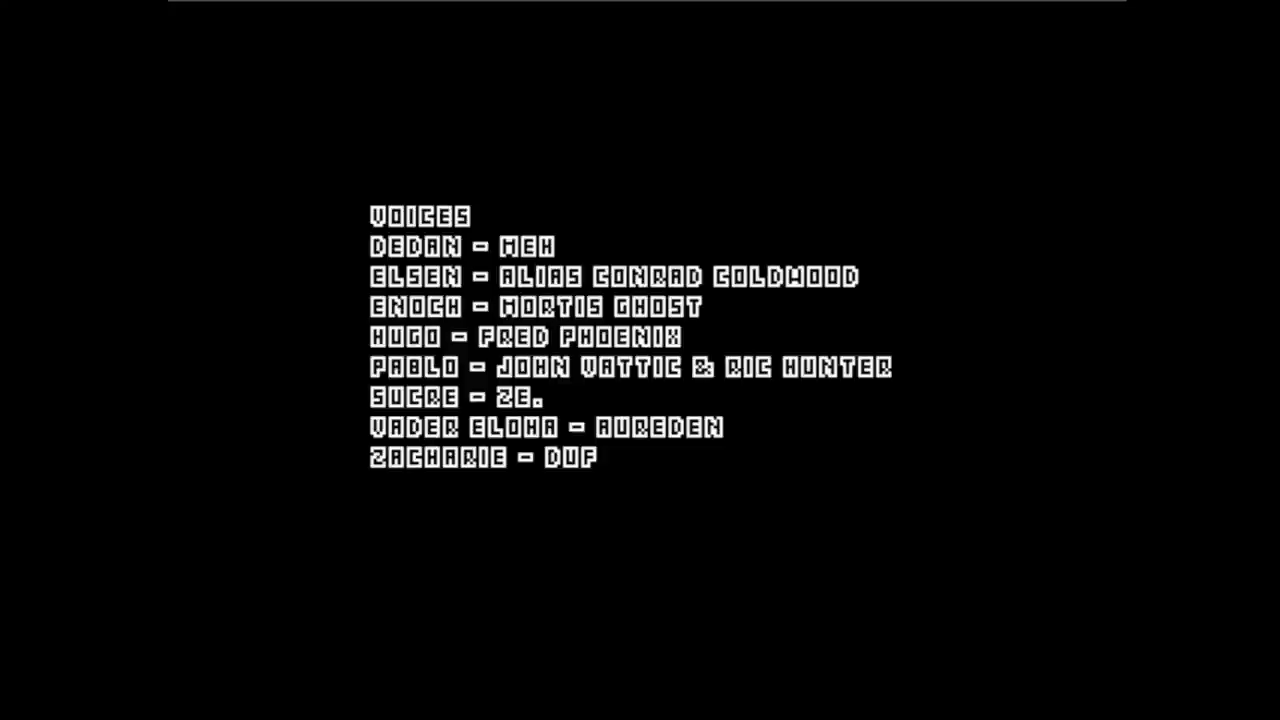 VOICES
DEDAN - MEH
ELSEN - ALIAS CONRAD COLDWOOD
ENOCH - MORTIS GHOST
HUGO - FRED PHOENIX
PABLO - JOHN VATTIC & RIC HUNTER
SUCRE - ZE.
VADER ELOHA - AUREDEN
ZACHARIE - DUF